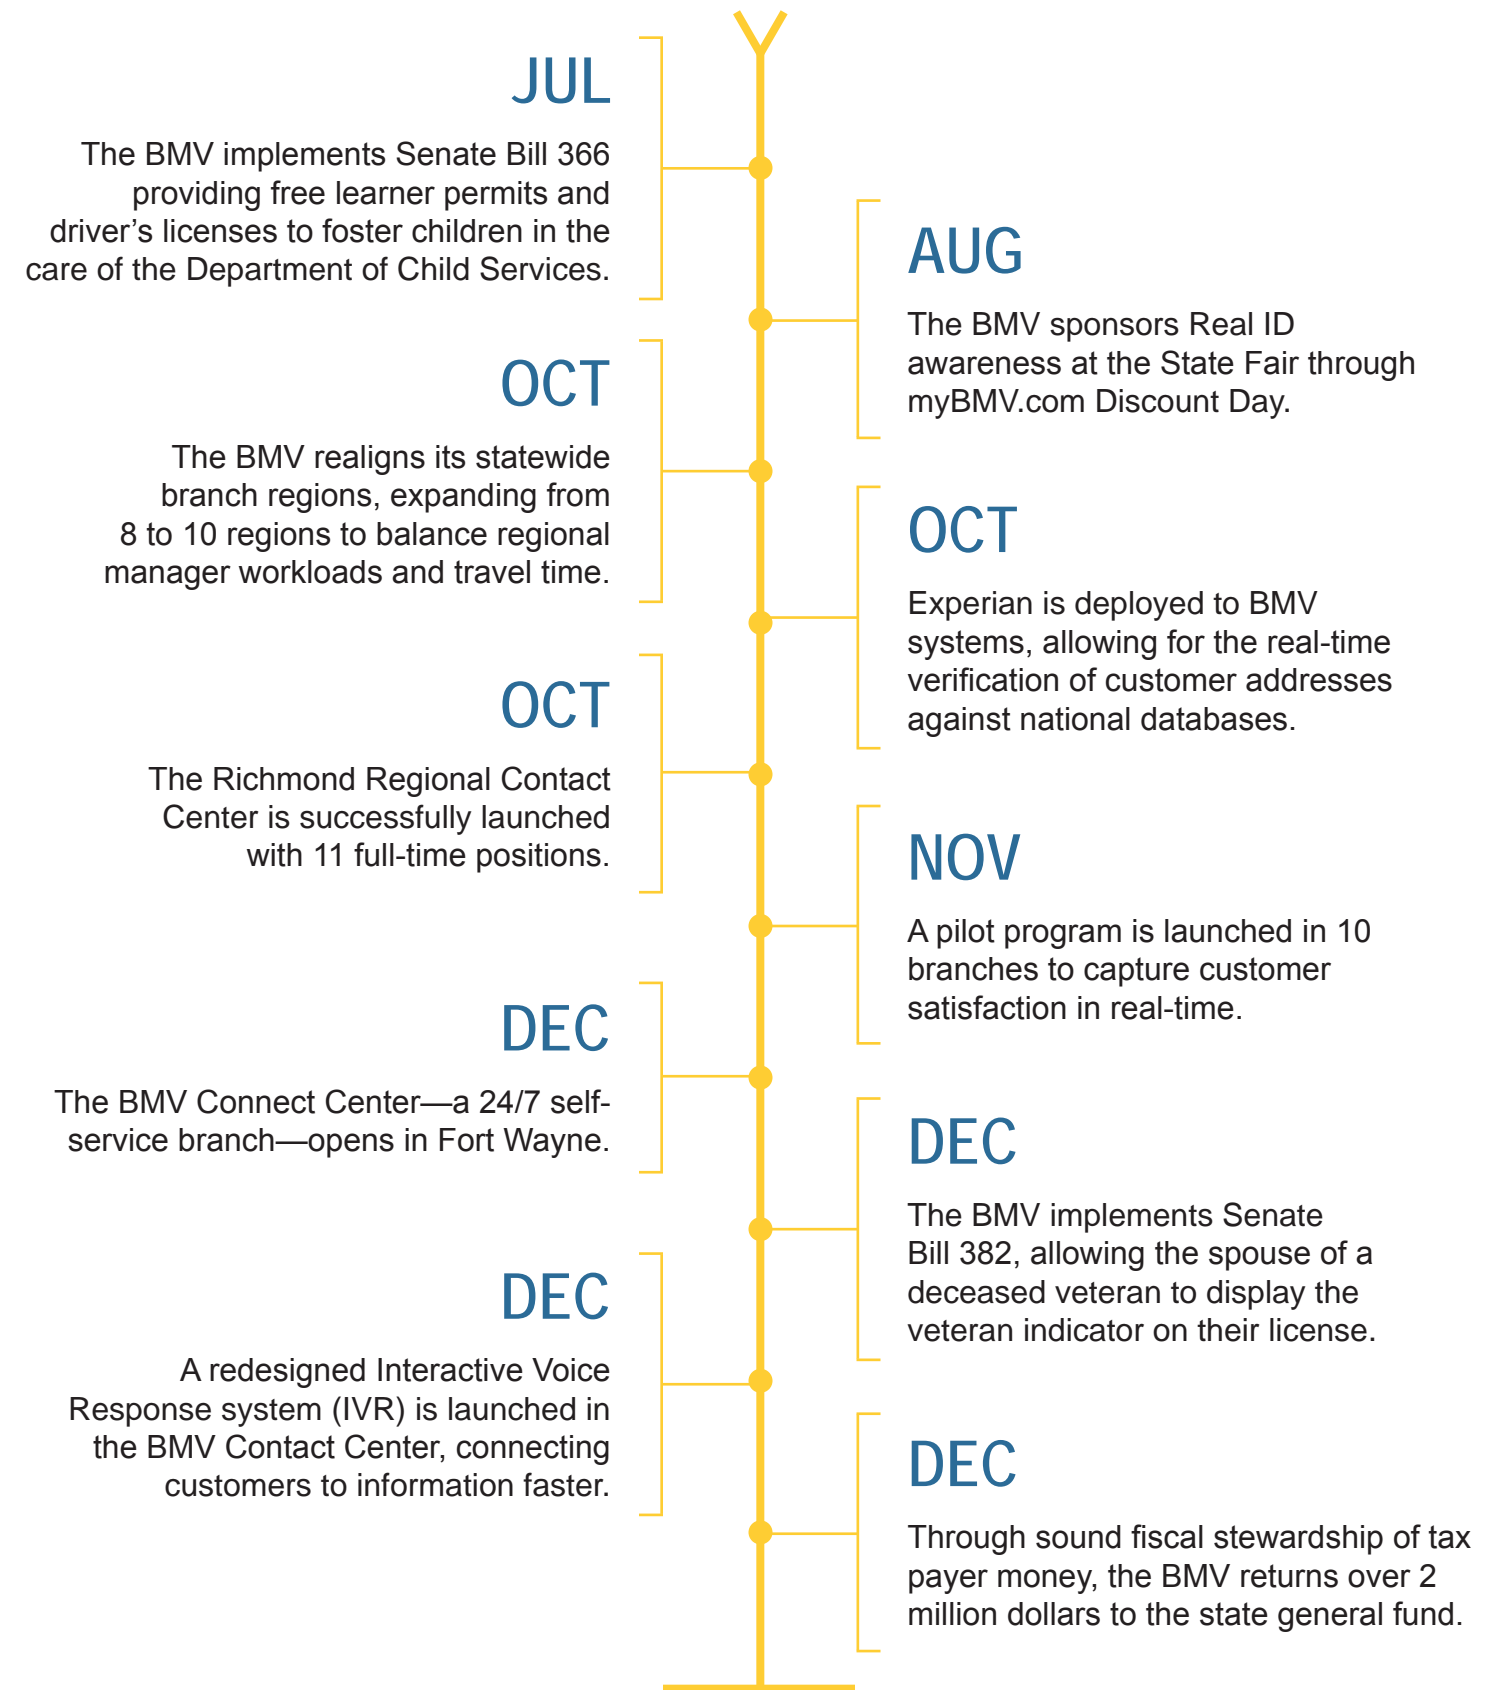 JUL
The BMV implements Senate Bill 366
providing free learner permits and
driver’s licenses to foster children in the
care of the Department of Child Services.
AUG
The BMV sponsors Real ID
awareness at the State Fair through
myBMV.com Discount Day.
OCT
The BMV realigns its statewide
branch regions, expanding from
8 to 10 regions to balance regional
manager workloads and travel time.
OCT
Experian is deployed to BMV
systems, allowing for the real-time
verification of customer addresses
against national databases.
OCT
The Richmond Regional Contact
Center is successfully launched
with 11 full-time positions.
NOV
A pilot program is launched in 10
branches to capture customer
satisfaction in real-time.
DEC
The BMV Connect Center—a 24/7 self-
service branch—opens in Fort Wayne.
DEC
The BMV implements Senate
Bill 382, allowing the spouse of a
deceased veteran to display the
veteran indicator on their license.
DEC
A redesigned Interactive Voice
Response system (IVR) is launched in
the BMV Contact Center, connecting
customers to information faster.
DEC
Through sound fiscal stewardship of tax
payer money, the BMV returns over 2
million dollars to the state general fund.